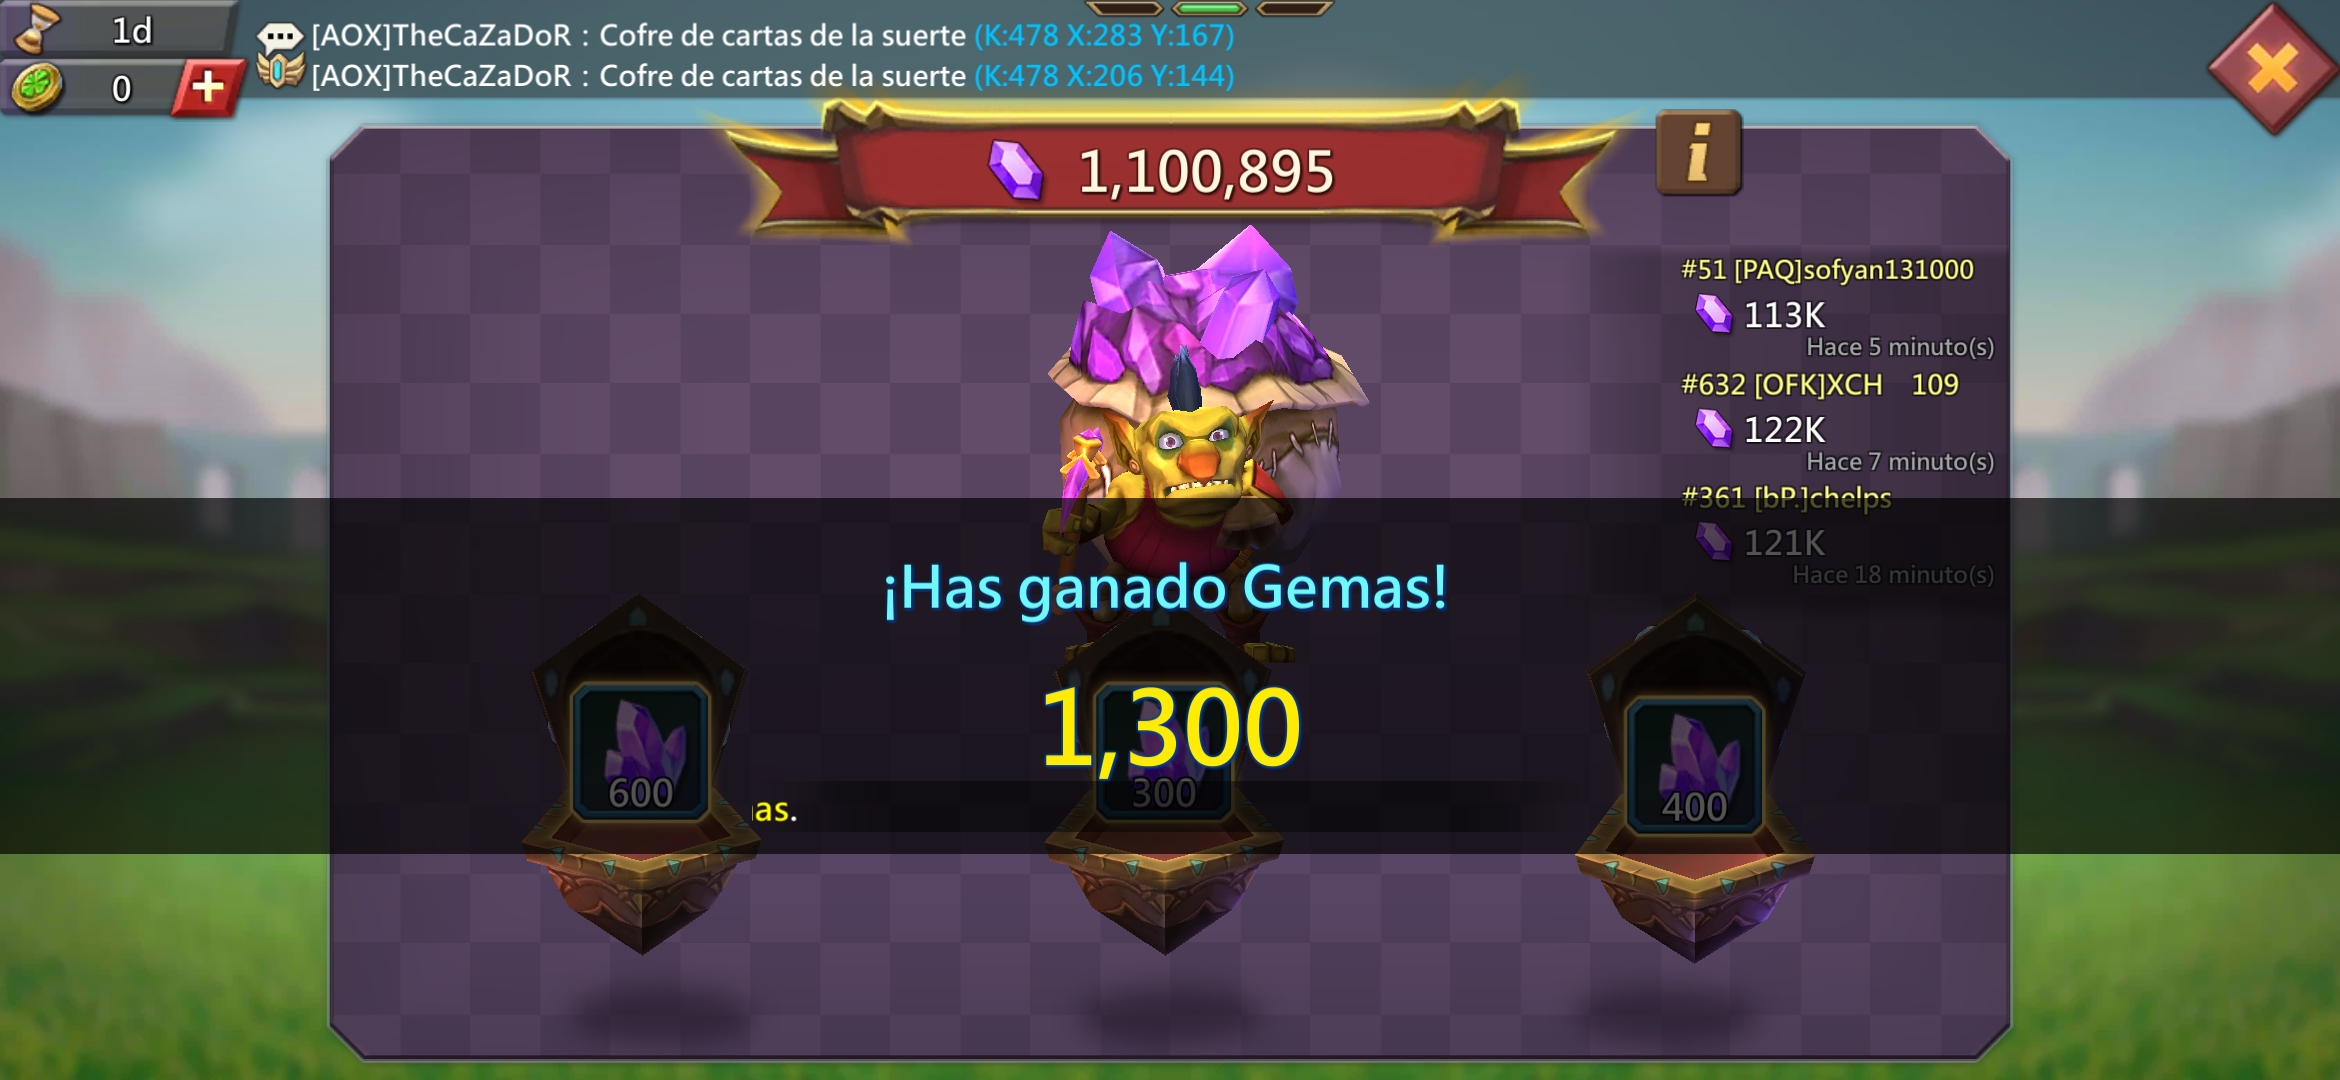 1d
[AOX]TheCaZaDoR : Cofre de cartas de la suerte (K:478 X:283 Y:167)
0
[AOX]TheCaZaDoR : Cofre de cartas de la suerte (K:478 X:206 Y:144)
1,100,895
i
#51 [PAQ]sofyan131000
113K
Hace 5 minuto(s)
#632 [OFK]XCH 109
122K
Hace 7 minuto(s)
#361 [bP.]chelps
121K
Hace 18 minuto(s)
¡Has ganado Gemas!
1,300
600
300
400
as.